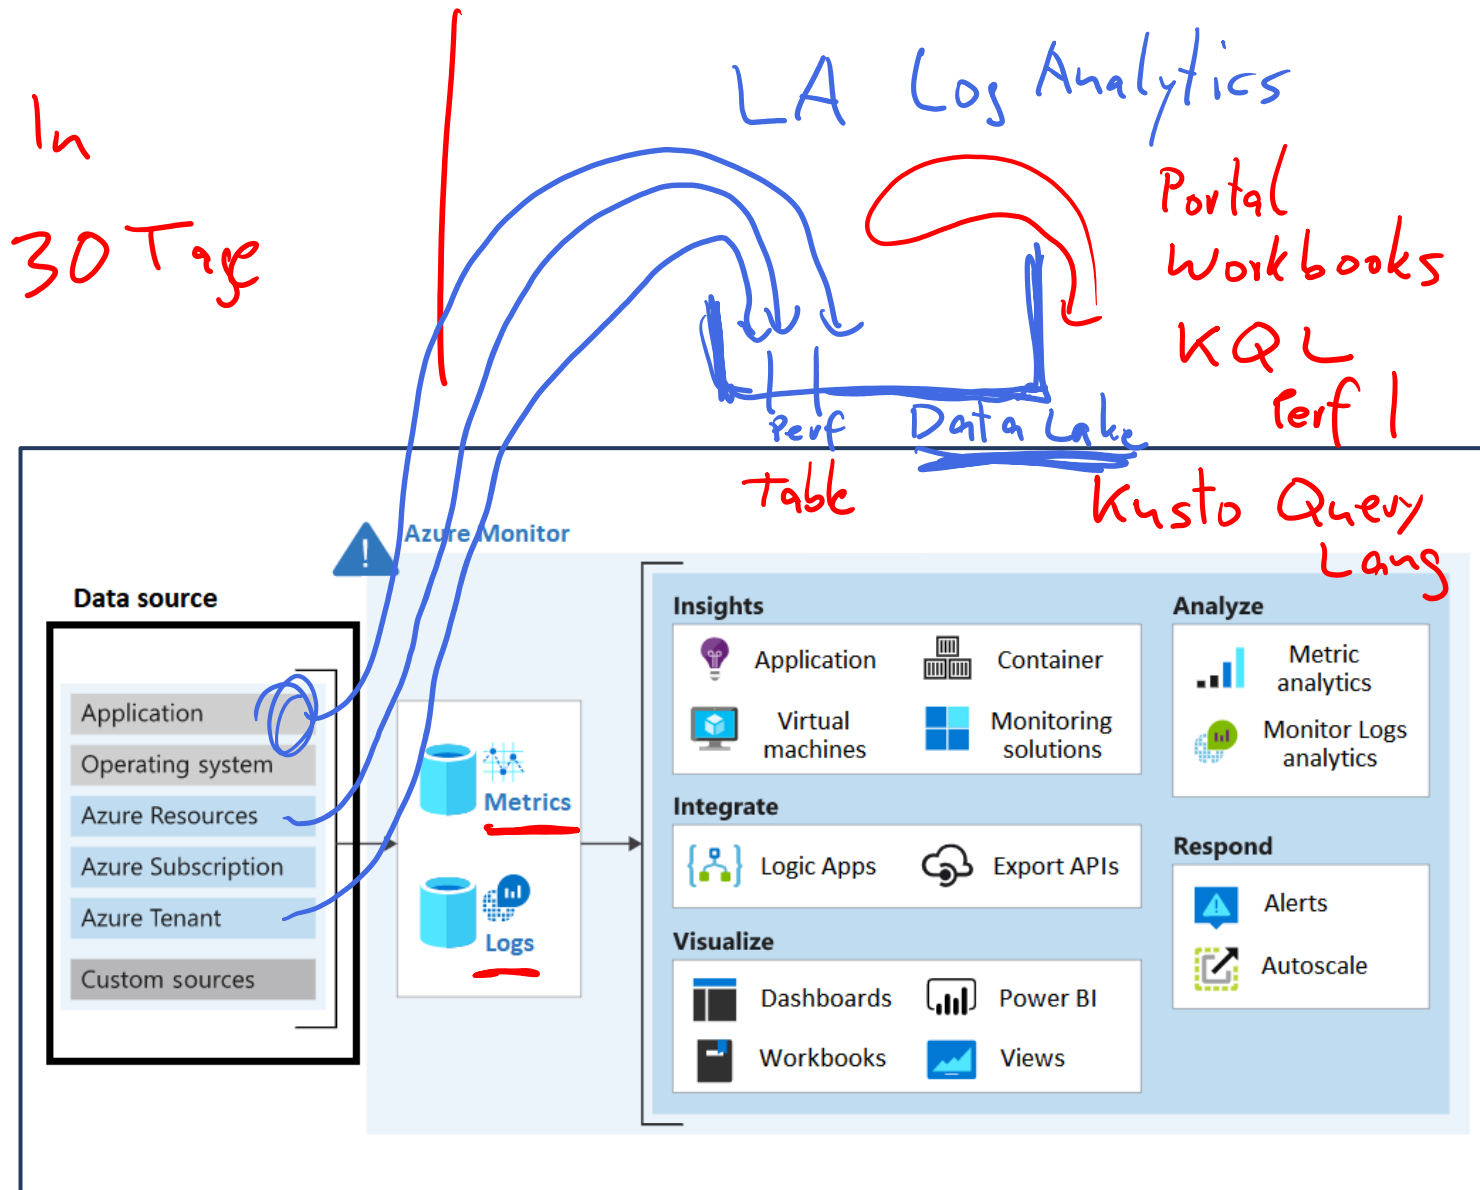 LA Log Analytics
In
30 Tage
Portal
Workbooks
KQL
Perf |
Perf
Data Lake
Table
Kusto Query
Lang
Azure Monitor
Data source
Application
Operating system
Azure Resources
Azure Subscription
Azure Tenant
Custom sources
Metrics
Logs
Insights
Application
Container
Virtual
machines
Monitoring
solutions
Integrate
Logic Apps
Export APIs
Visualize
Dashboards
Power BI
Workbooks
Views
Analyze
Metric
analytics
Monitor Logs
analytics
Respond
Alerts
Autoscale